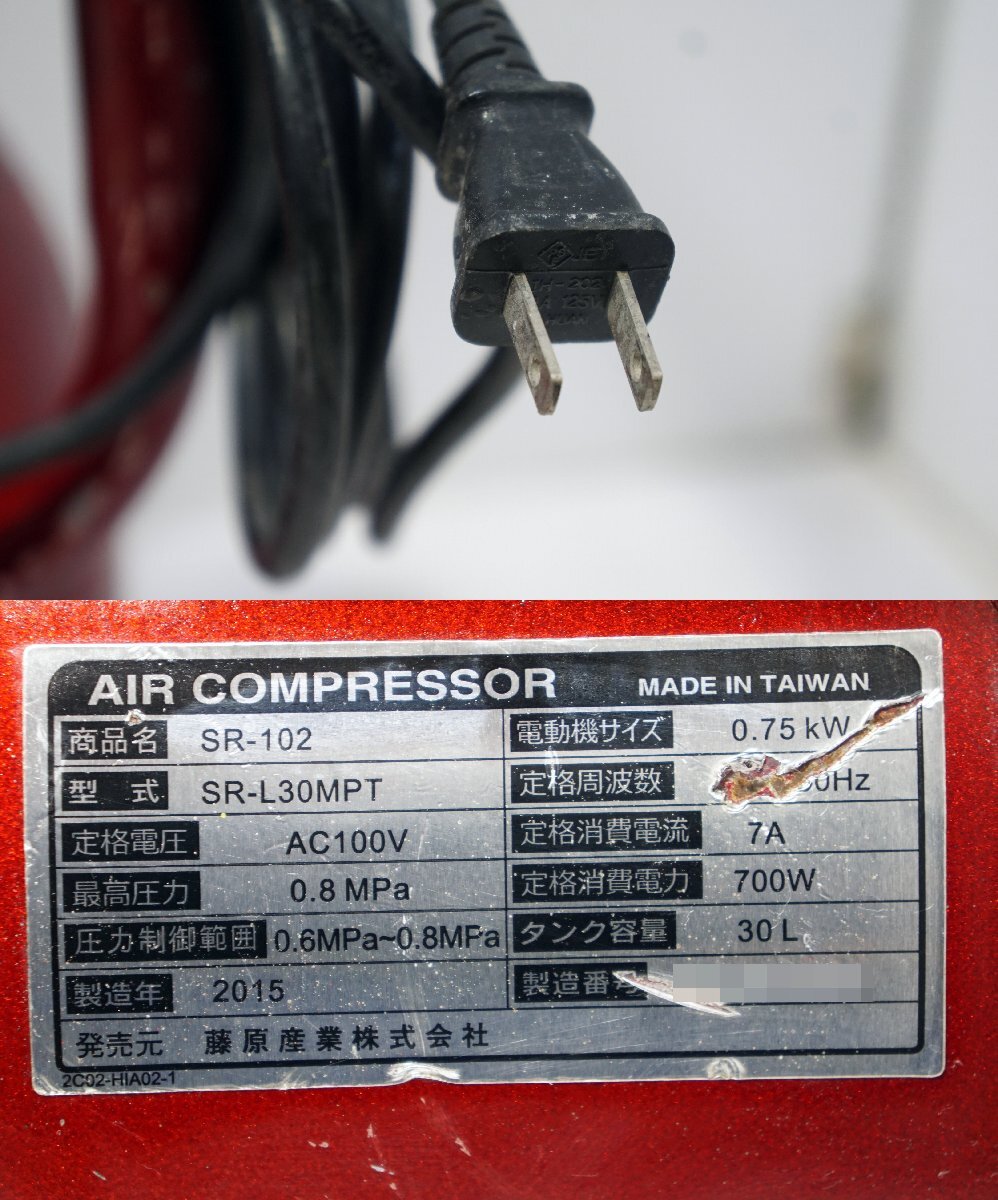 JET
125V
AIR COMPRESSOR MADE IN TAIWAN
商品名 SR-102 電動機サイズ 0.75 kW
型式 SR-L30MPT 定格周波数 0Hz
定格電圧 AC100V 定格消費電流 7A
最高圧力 0.8 MPa 定格消費電力 700W
圧力制御範囲 0.6MPa~0.8MPa タンク容量 30 L
製造年 2015 製造番号
発売元 藤原産業株式会社
2C02-HIA02-1